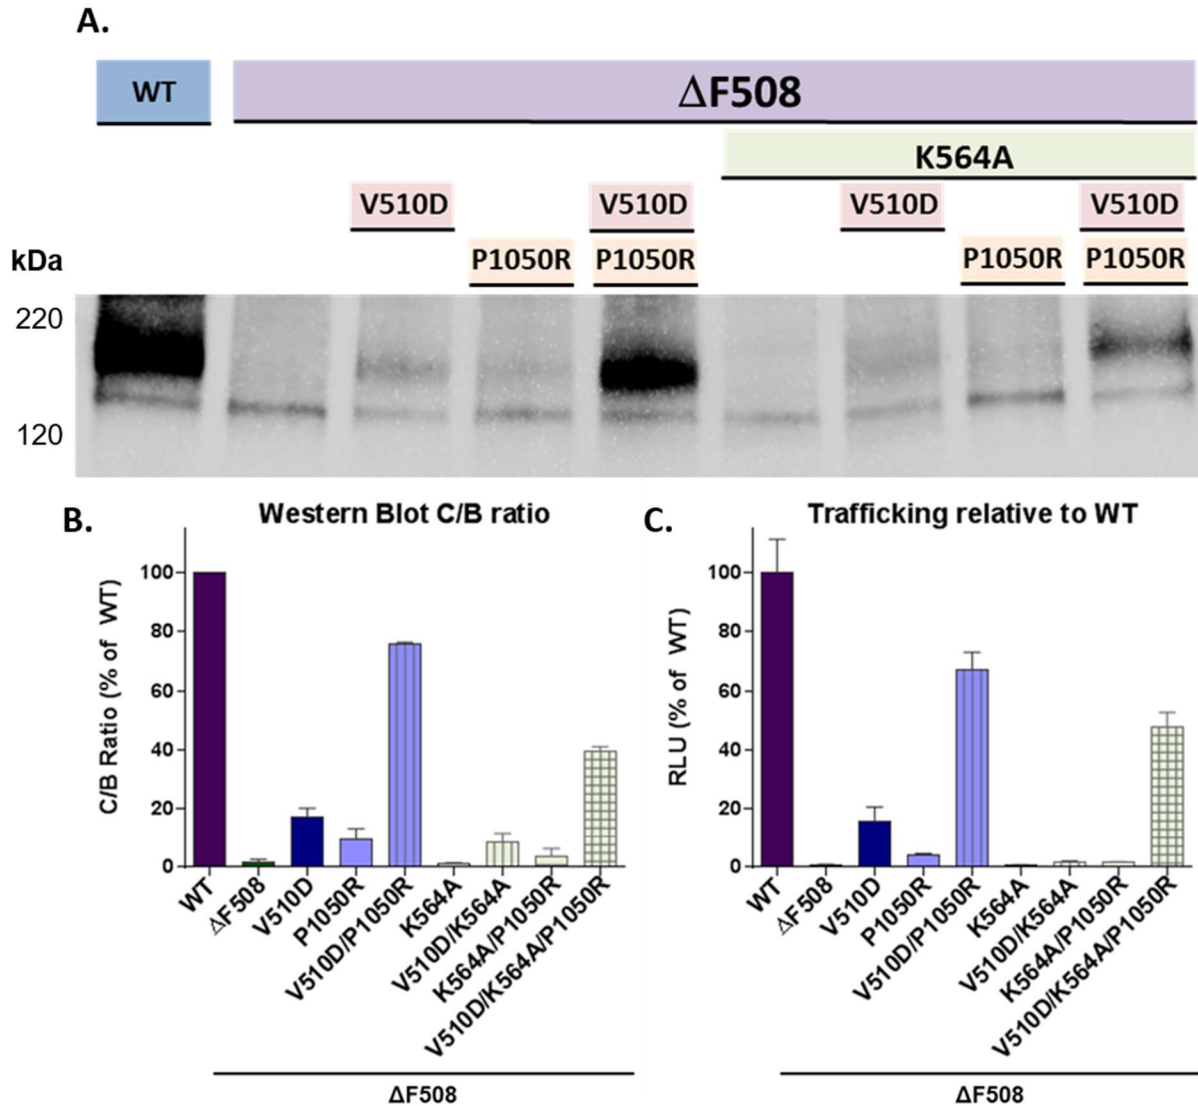 A.
WT
ΔF508
K564A
V510D
V510D
V510D
V510D
kDa
P1050R
P1050R
P1050R
P1050R
220
120
B.
Western Blot C/B ratio
C/B Ratio (% of WT)
100
80
60
40
20
0
WT
ΔF508
V510D
P1050R
V510D/P1050R
K564A
V510D/K564A
K564A/P1050R
V510D/K564A/P1050R
ΔF508
C.
Trafficking relative to WT
RLU (% of WT)
100
80
60
40
20
0
WT
ΔF508
V510D
P1050R
V510D/P1050R
K564A
V510D/K564A
K564A/P1050R
V510D/K564A/P1050R
ΔF508